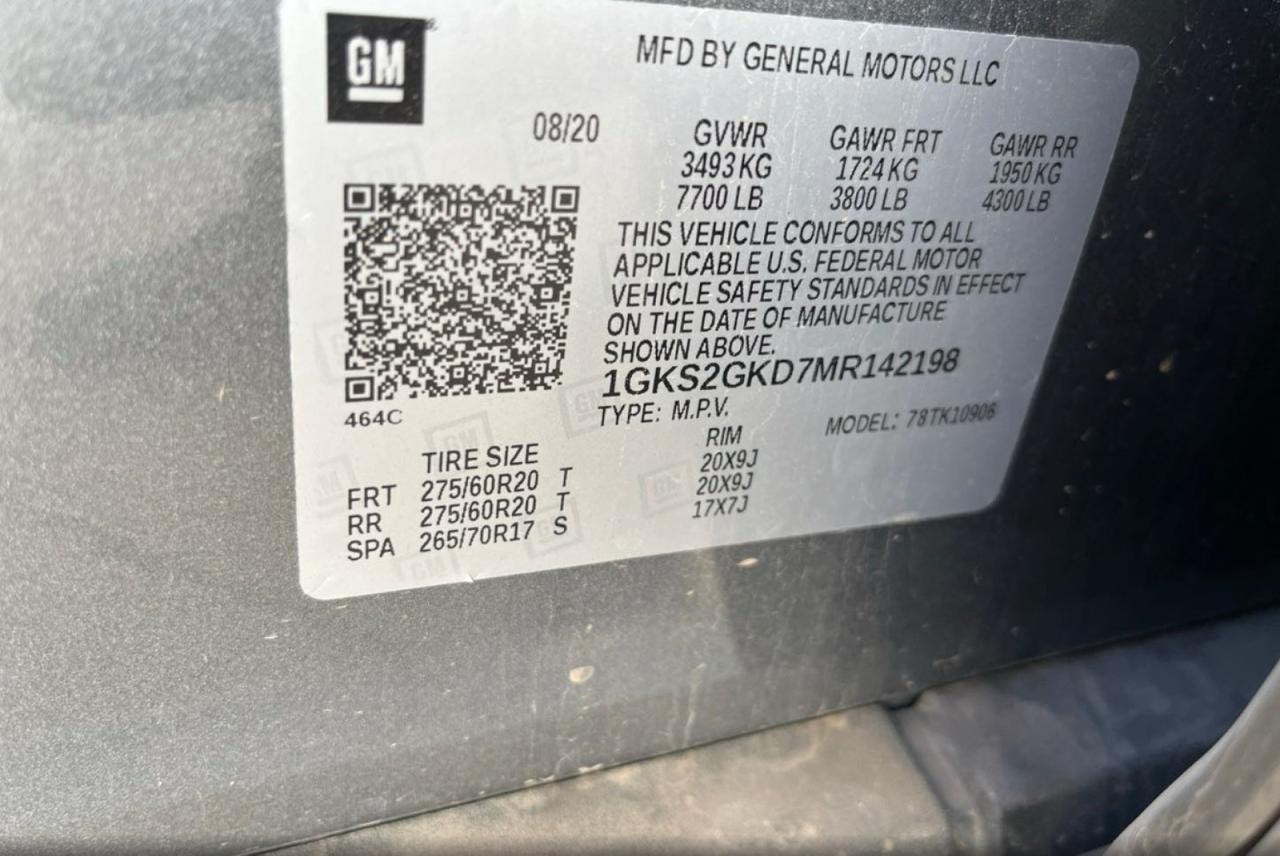 GM
MFD BY GENERAL MOTORS LLC
08/20
GVWR GAWR FRT GAWR RR
3493 KG 1724 KG 1950 KG
7700 LB 3800 LB 4300 LB
THIS VEHICLE CONFORMS TO ALL
APPLICABLE U.S. FEDERAL MOTOR
VEHICLE SAFETY STANDARDS IN EFFECT
ON THE DATE OF MANUFACTURE
SHOWN ABOVE.
1GKS2GKD7MR142198
464C
TYPE: M.P.V. MODEL: 78TK10906
TIRE SIZE RIM
FRT 275/60R20 T 20X9J
RR 275/60R20 T 20X9J
SPA 265/70R17 S 17X7J